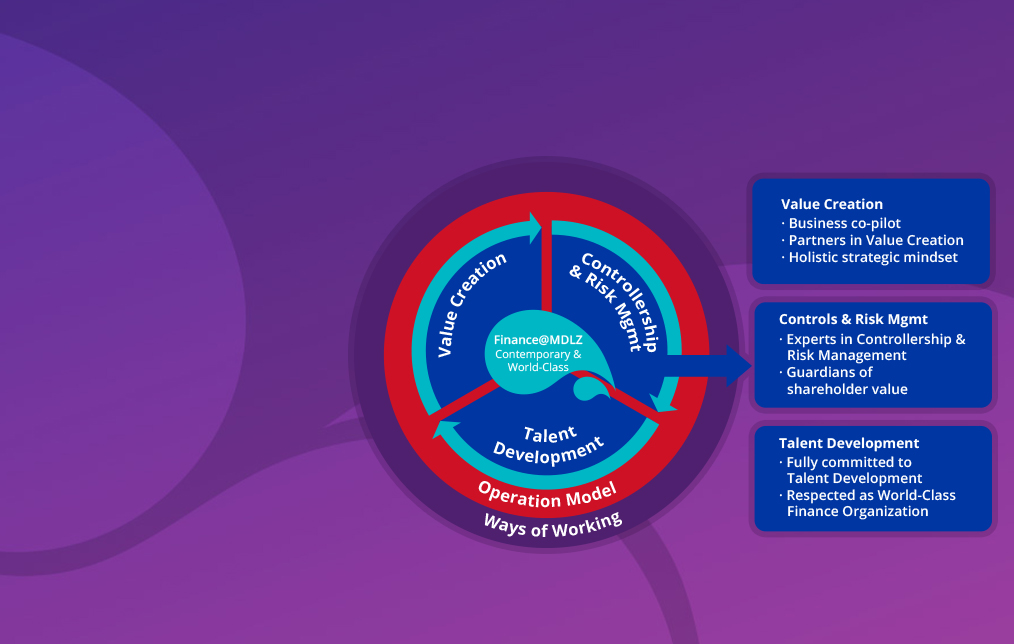 Value Creation
Controllership
& Risk Mgmt
Finance@MDLZ
Contemporary &
World-Class
Talent
Development
Operation Model
Ways of Working
Value Creation
· Business co-pilot
· Partners in Value Creation
· Holistic strategic mindset
Controls & Risk Mgmt
· Experts in Controllership &
Risk Management
· Guardians of
shareholder value
Talent Development
· Fully committed to
Talent Development
· Respected as World-Class
Finance Organization